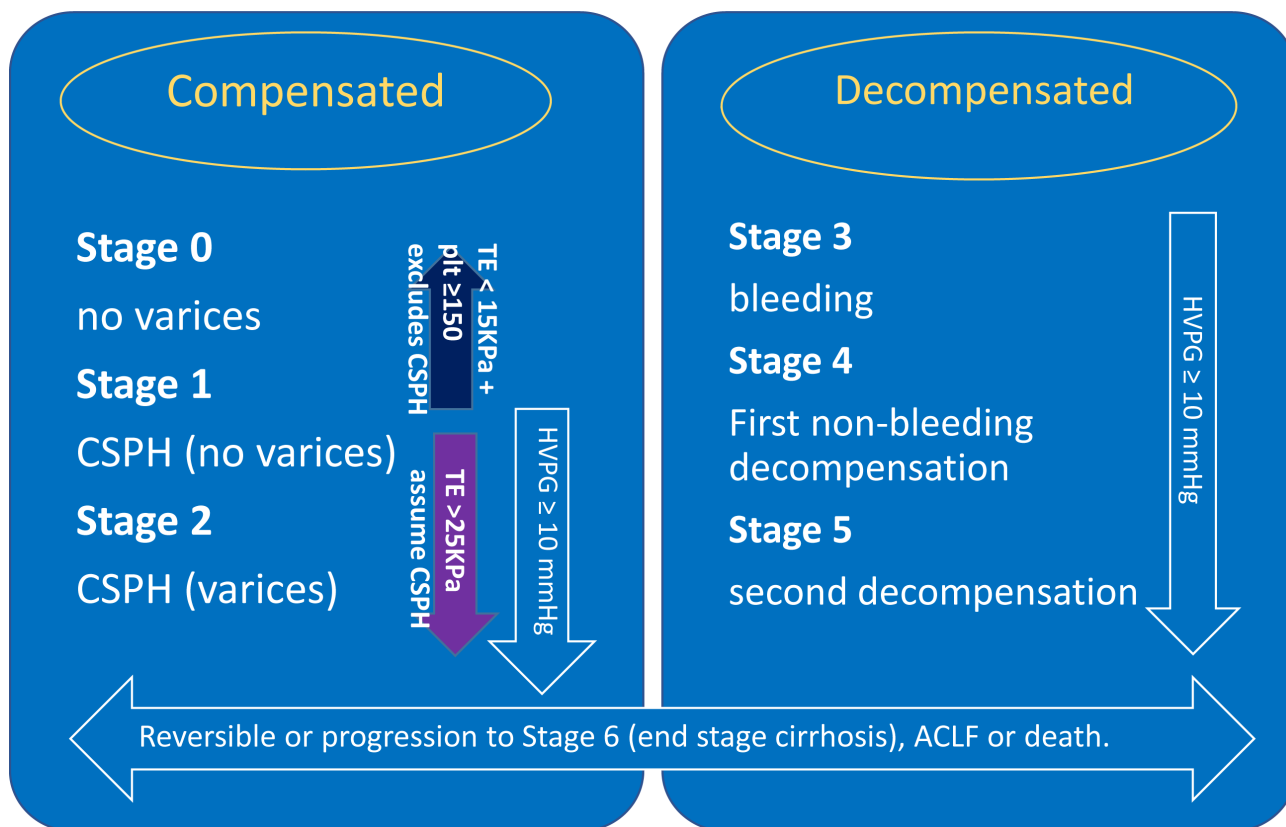 Compensated
Stage 0
no varices
Stage 1
CSPH (no varices)
Stage 2
CSPH (varices)
TE < 15KPa +
plt ≥150
excludes CSPH
TE >25KPa
assume CSPH
HVPG ≥ 10 mmHg
Decompensated
Stage 3
bleeding
Stage 4
First non-bleeding
decompensation
Stage 5
second decompensation
HVPG ≥ 10 mmHg
Reversible or progression to Stage 6 (end stage cirrhosis), ACLF or death.